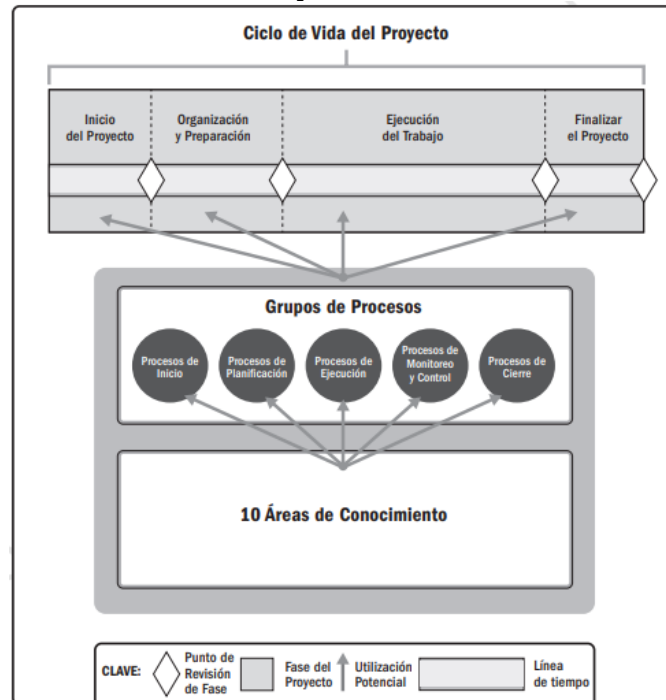 Ciclo de Vida del Proyecto
Inicio
del Proyecto
Organización
y Preparación
Ejecución
del Trabajo
Finalizar
el Proyecto
Grupos de Procesos
Procesos de
Inicio
Procesos de
Planificación
Procesos de
Ejecución
Procesos de
Monitoreo
y Control
Procesos de
Cierre
10 Áreas de Conocimiento
CLAVE:
Punto de
Revisión
de Fase
Fase del
Proyecto
Utilización
Potencial
Línea
de tiempo